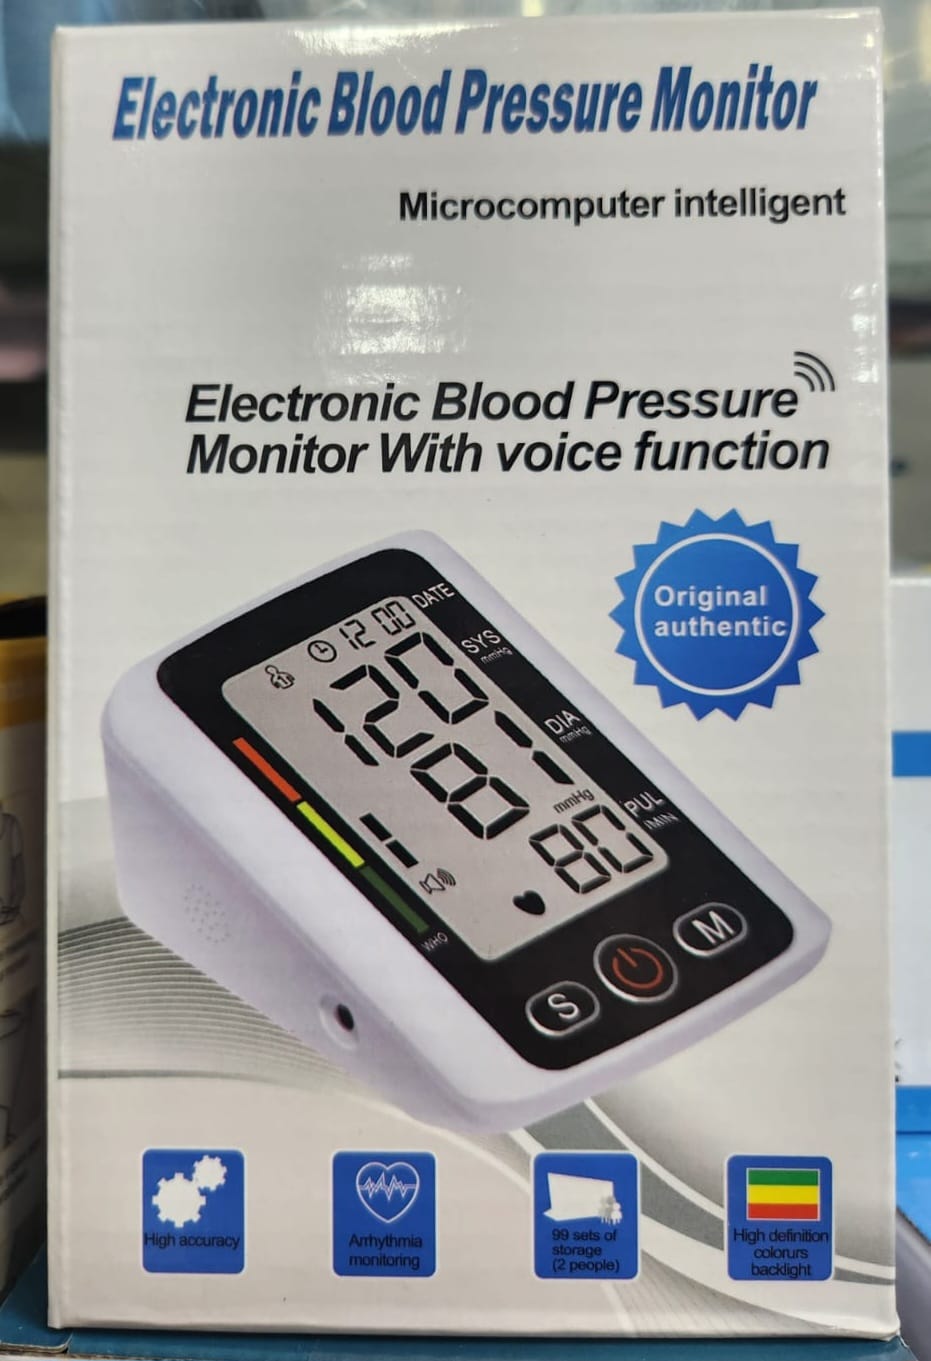 Electronic Blood Pressure Monitor
Microcomputer intelligent
Electronic Blood Pressure
Monitor With voice function
Original
authentic
12 00 DATE
120 SYS
mmHg
81 DIA
mmHg
mmHg
80 PUL
/MIN
WHO
S
M
High accuracy
Arrhythmia
monitoring
99 sets of
storage
(2 people)
High definition
colorurs
backlight